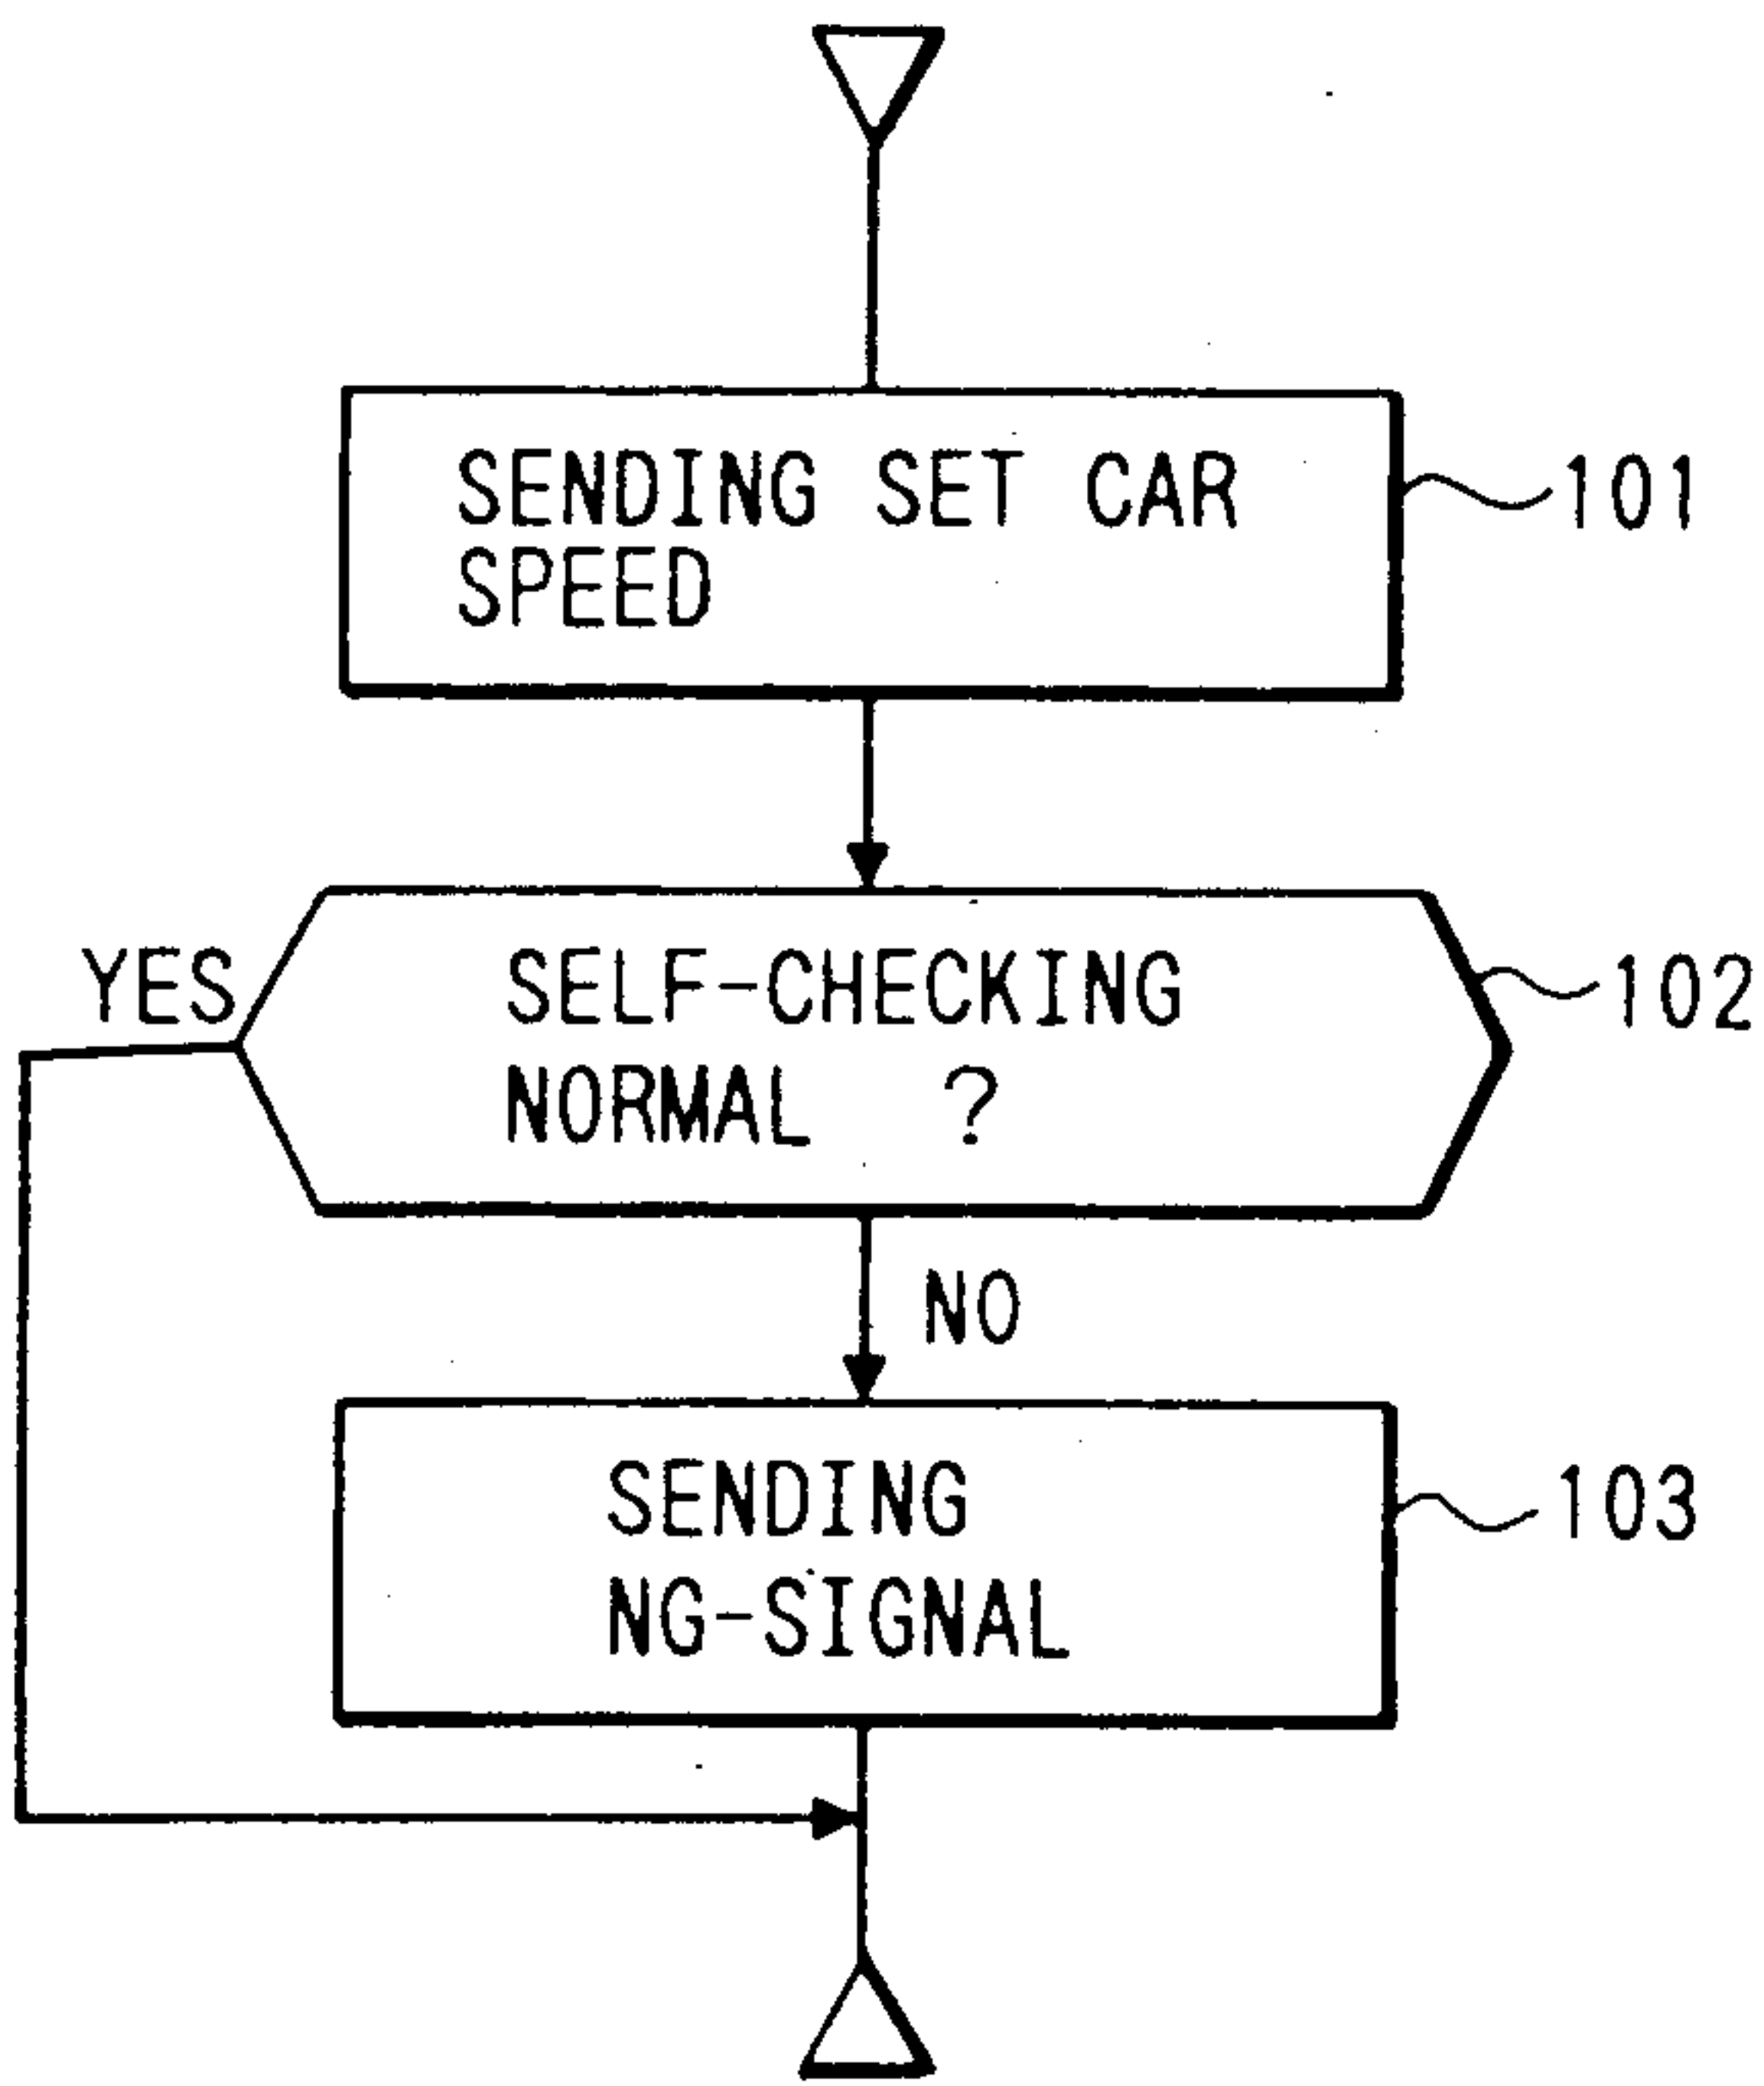 SENDING SET CAR
SPEED
101
YES
SELF-CHECKING
NORMAL ?
102
NO
SENDING
NG-SIGNAL
103